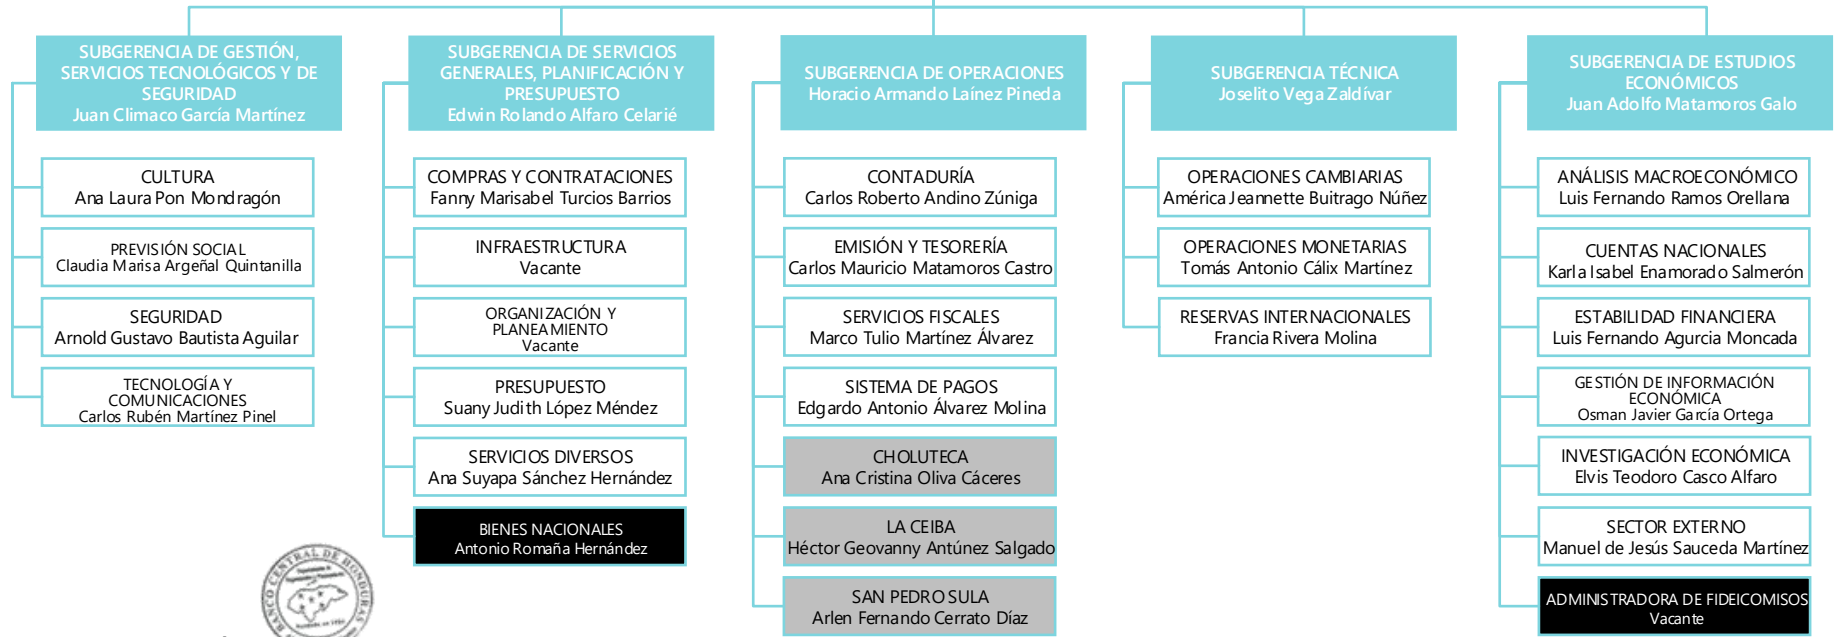 SUBGERENCIA DE GESTIÓN,
SERVICIOS TECNOLÓGICOS Y DE
SEGURIDAD
Juan Climaco García Martínez
CULTURA
Ana Laura Pon Mondragón
PREVISIÓN SOCIAL
Claudia Marisa Argeñal Quintanilla
SEGURIDAD
Arnold Gustavo Bautista Aguilar
TECNOLOGÍA Y
COMUNICACIONES
Carlos Rubén Martínez Pinel
SUBGERENCIA DE SERVICIOS
GENERALES, PLANIFICACIÓN Y
PRESUPUESTO
Edwin Rolando Alfaro Celarié
COMPRAS Y CONTRATACIONES
Fanny Marisabel Turcios Barrios
INFRAESTRUCTURA
Vacante
ORGANIZACIÓN Y
PLANEAMIENTO
Vacante
PRESUPUESTO
Suany Judith López Méndez
SERVICIOS DIVERSOS
Ana Suyapa Sánchez Hernández
BIENES NACIONALES
Antonio Romaña Hernández
SUBGERENCIA DE OPERACIONES
Horacio Armando Laínez Pineda
CONTADURÍA
Carlos Roberto Andino Zúniga
EMISIÓN Y TESORERÍA
Carlos Mauricio Matamoros Castro
SERVICIOS FISCALES
Marco Tulio Martínez Álvarez
SISTEMA DE PAGOS
Edgardo Antonio Álvarez Molina
CHOLUTECA
Ana Cristina Oliva Cáceres
LA CEIBA
Héctor Geovanny Antúnez Salgado
SAN PEDRO SULA
Arlen Fernando Cerrato Díaz
SUBGERENCIA TÉCNICA
Joselito Vega Zaldívar
OPERACIONES CAMBIARIAS
América Jeannette Buitrago Núñez
OPERACIONES MONETARIAS
Tomás Antonio Cálix Martínez
RESERVAS INTERNACIONALES
Francia Rivera Molina
SUBGERENCIA DE ESTUDIOS
ECONÓMICOS
Juan Adolfo Matamoros Galo
ANÁLISIS MACROECONÓMICO
Luis Fernando Ramos Orellana
CUENTAS NACIONALES
Karla Isabel Enamorado Salmerón
ESTABILIDAD FINANCIERA
Luis Fernando Agurcia Moncada
GESTIÓN DE INFORMACIÓN
ECONÓMICA
Osman Javier García Ortega
INVESTIGACIÓN ECONÓMICA
Elvis Teodoro Casco Alfaro
SECTOR EXTERNO
Manuel de Jesús Sauceda Martínez
ADMINISTRADORA DE FIDEICOMISOS
Vacante
BANCO CENTRAL DE HONDURAS